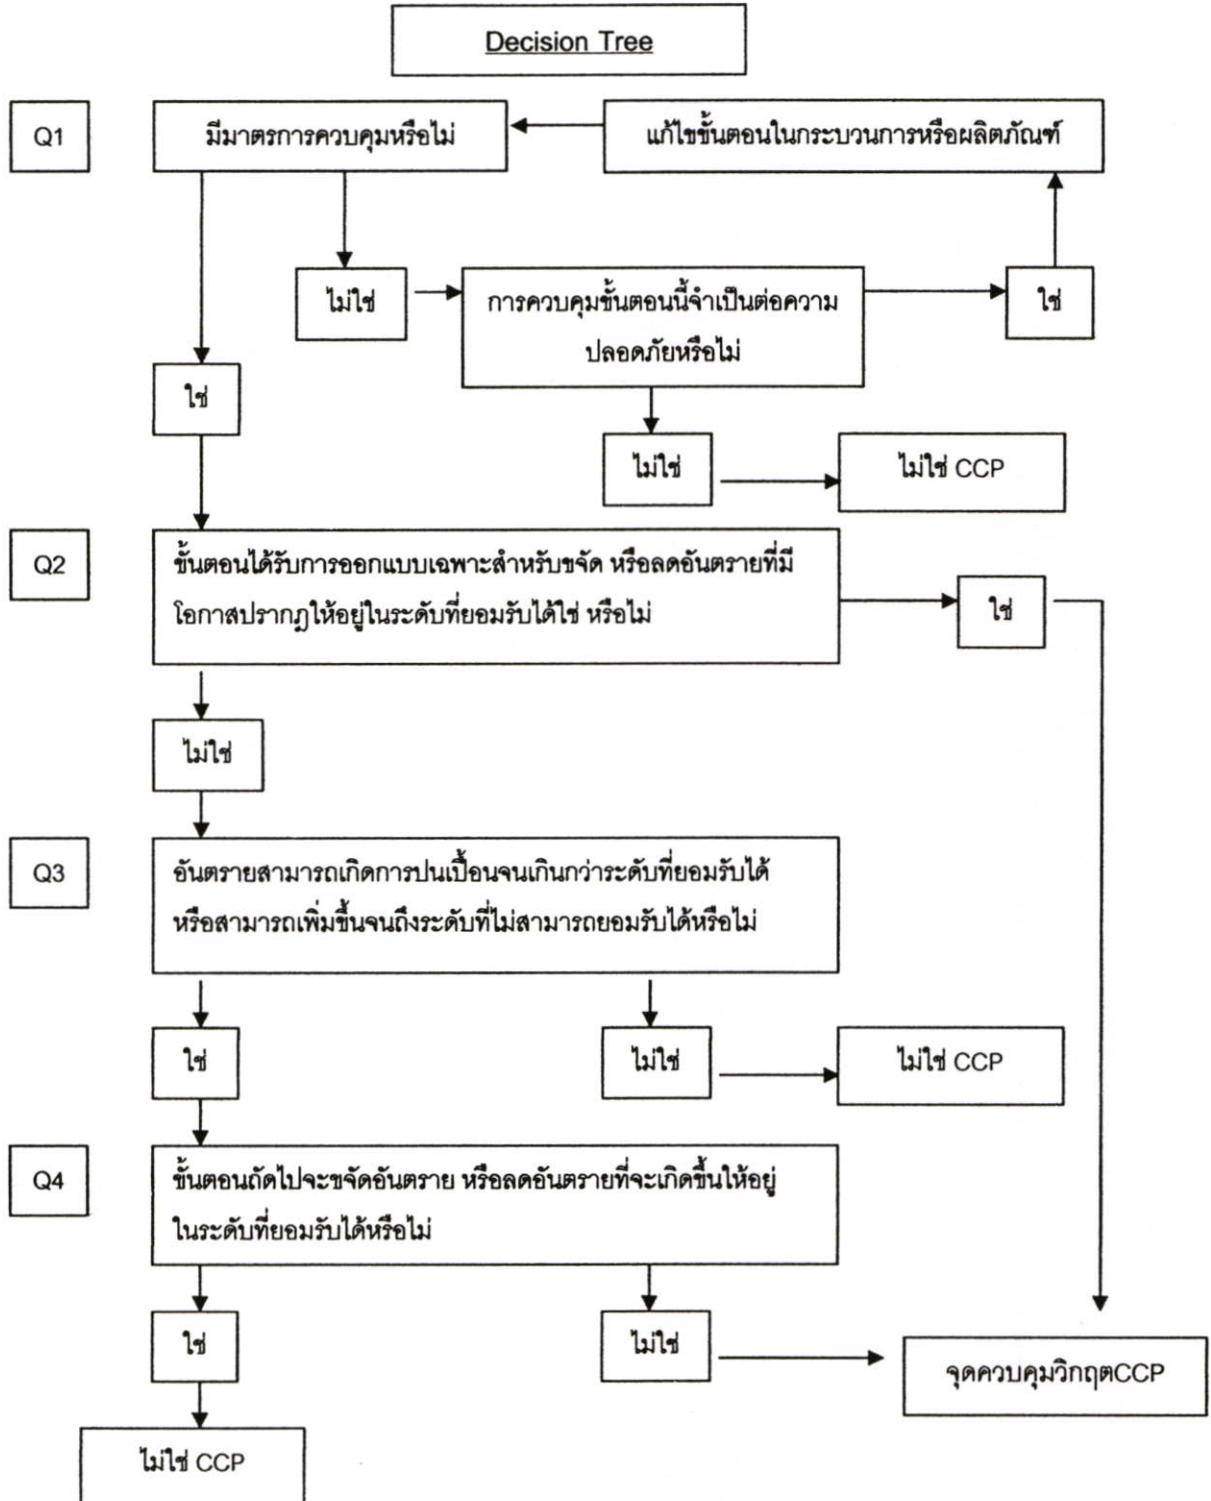 Decision Tree
Q1
มีมาตรการควบคุมหรือไม่
แก้ไขขั้นตอนในกระบวนการหรือผลิตภัณฑ์
ไม่ใช่
การควบคุมขั้นตอนนี้จำเป็นต่อความ
ปลอดภัยหรือไม่
ใช่
ใช่
ไม่ใช่
ไม่ใช่ CCP
Q2
ขั้นตอนได้รับการออกแบบเฉพาะสำหรับขจัด หรือลดอันตรายที่มี
โอกาสปรากฏให้อยู่ในระดับที่ยอมรับได้ใช่ หรือไม่
ใช่
ไม่ใช่
Q3
อันตรายสามารถเกิดการปนเปื้อนจนเกินกว่าระดับที่ยอมรับได้
หรือสามารถเพิ่มขึ้นจนถึงระดับที่ไม่สามารถยอมรับได้หรือไม่
ใช่
ไม่ใช่
ไม่ใช่ CCP
Q4
ขั้นตอนถัดไปจะขจัดอันตราย หรือลดอันตรายที่จะเกิดขึ้นให้อยู่
ในระดับที่ยอมรับได้หรือไม่
ใช่
ไม่ใช่
จุดควบคุมวิกฤตCCP
ไม่ใช่ CCP